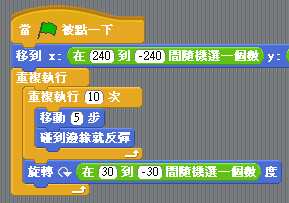 當 被點一下
移到 x: 在 240 到 -240 間隨機選一個數 y:
重複執行
重複執行 10 次
移動 5 步
碰到邊緣就反彈
旋轉 在 30 到 -30 間隨機選一個數 度